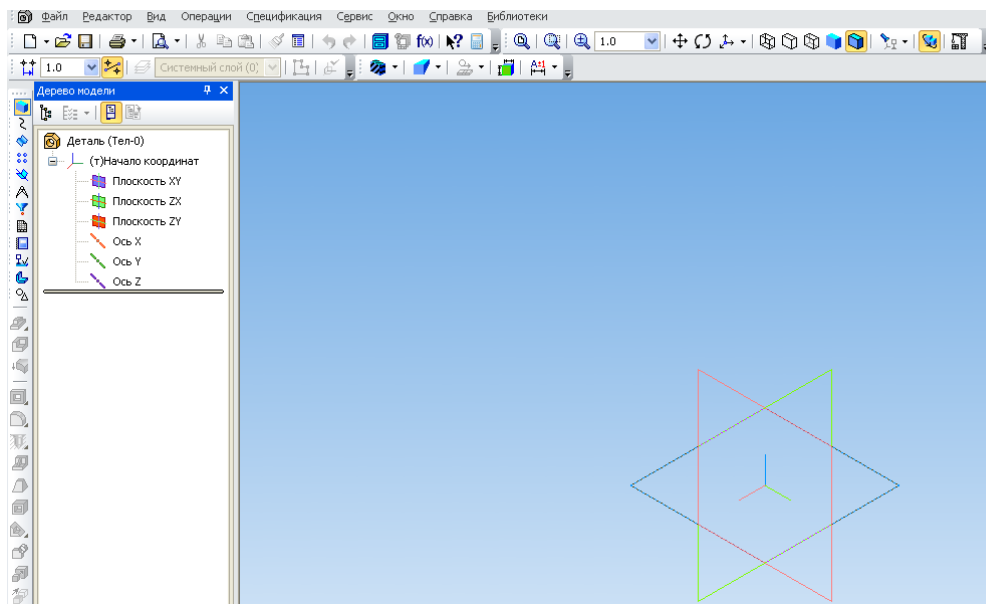 Файл Редактор Вид Операции Спецификация Сервис Окно Справка Библиотеки
f(x) 1.0
1.0 Системный слой (0)
Дерево модели
Деталь (Тел-0)
(т)Начало координат
Плоскость XY
Плоскость ZX
Плоскость ZY
Ось X
Ось Y
Ось Z